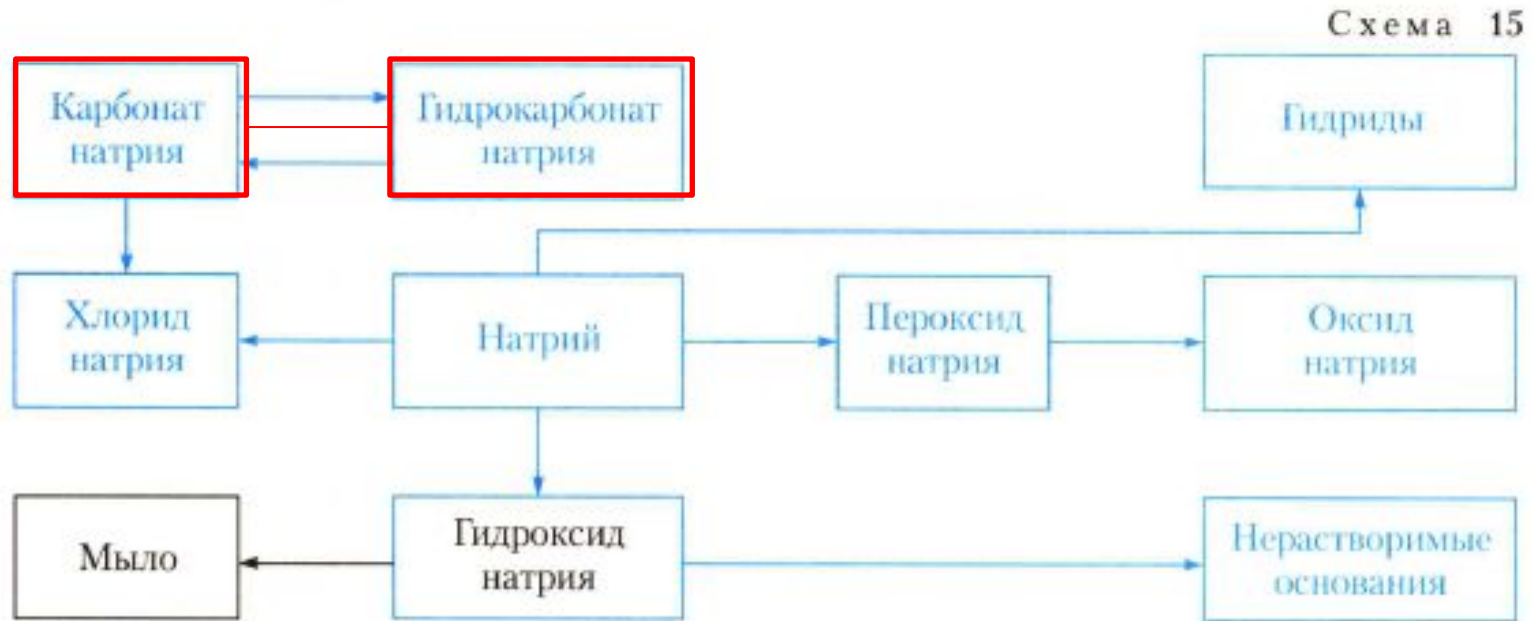 Схема 15
Карбонат
натрия
Гидрокарбонат
натрия
Гидриды
Хлорид
натрия
Натрий
Пероксид
натрия
Оксид
натрия
Мыло
Гидроксид
натрия
Нерастворимые
основания